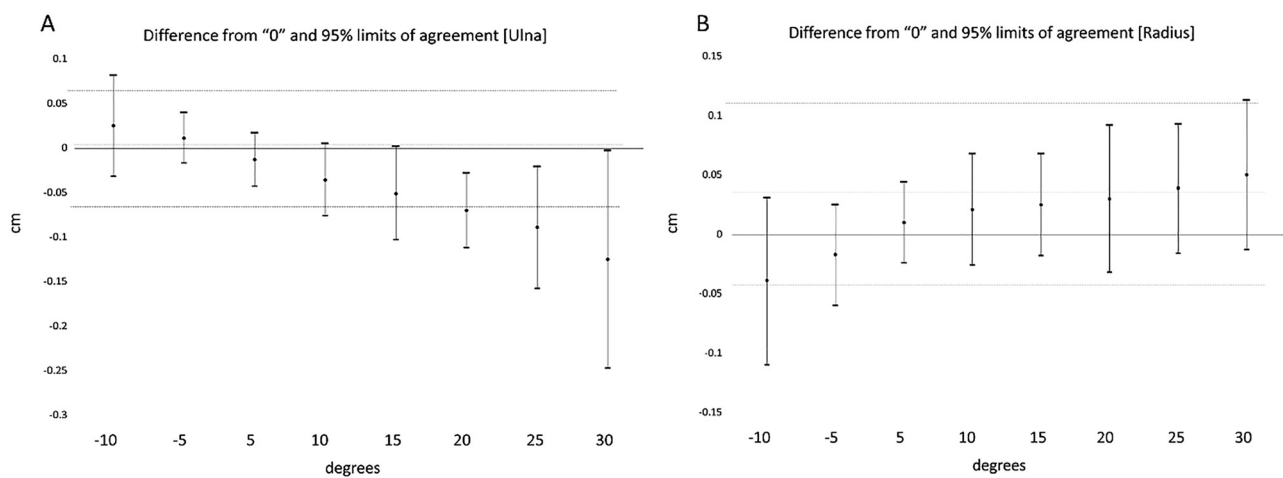 A
Difference from “0” and 95% limits of agreement [Ulna]
0.1
0.05
0
-0.05
-0.1
-0.15
-0.2
-0.25
-0.3
cm
-10 -5 5 10 15 20 25 30
degrees
B
Difference from “0” and 95% limits of agreement [Radius]
0.15
0.1
0.05
0
-0.05
-0.1
-0.15
cm
-10 -5 5 10 15 20 25 30
degrees